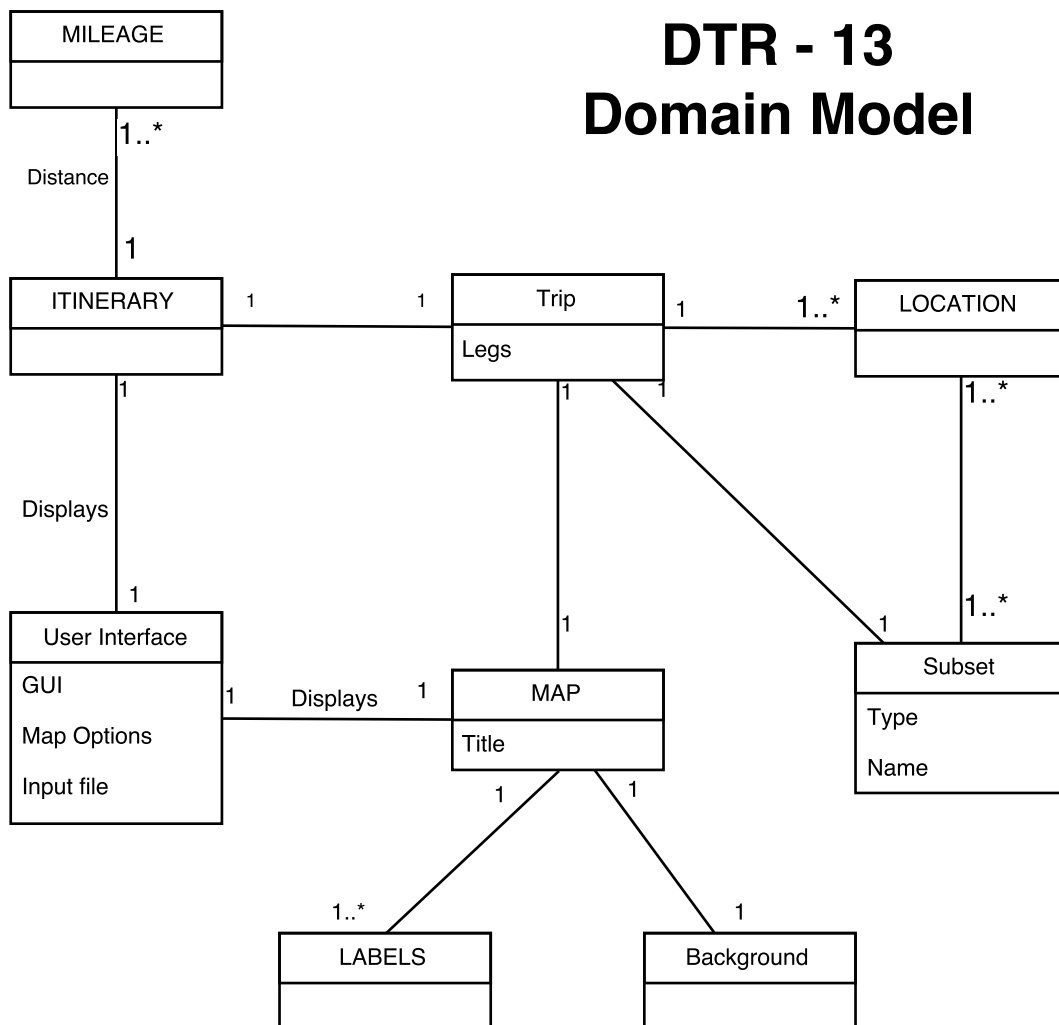 MILEAGE
DTR - 13
Domain Model
1..*
Distance
1
ITINERARY
1
1
Trip
Legs
1
1..*
LOCATION
1
1
1
1..*
Displays
1
1
1
1..*
User Interface
GUI
Map Options
Input file
1
Displays
1
MAP
Title
Subset
Type
Name
1
1
1..*
1
LABELS
Background